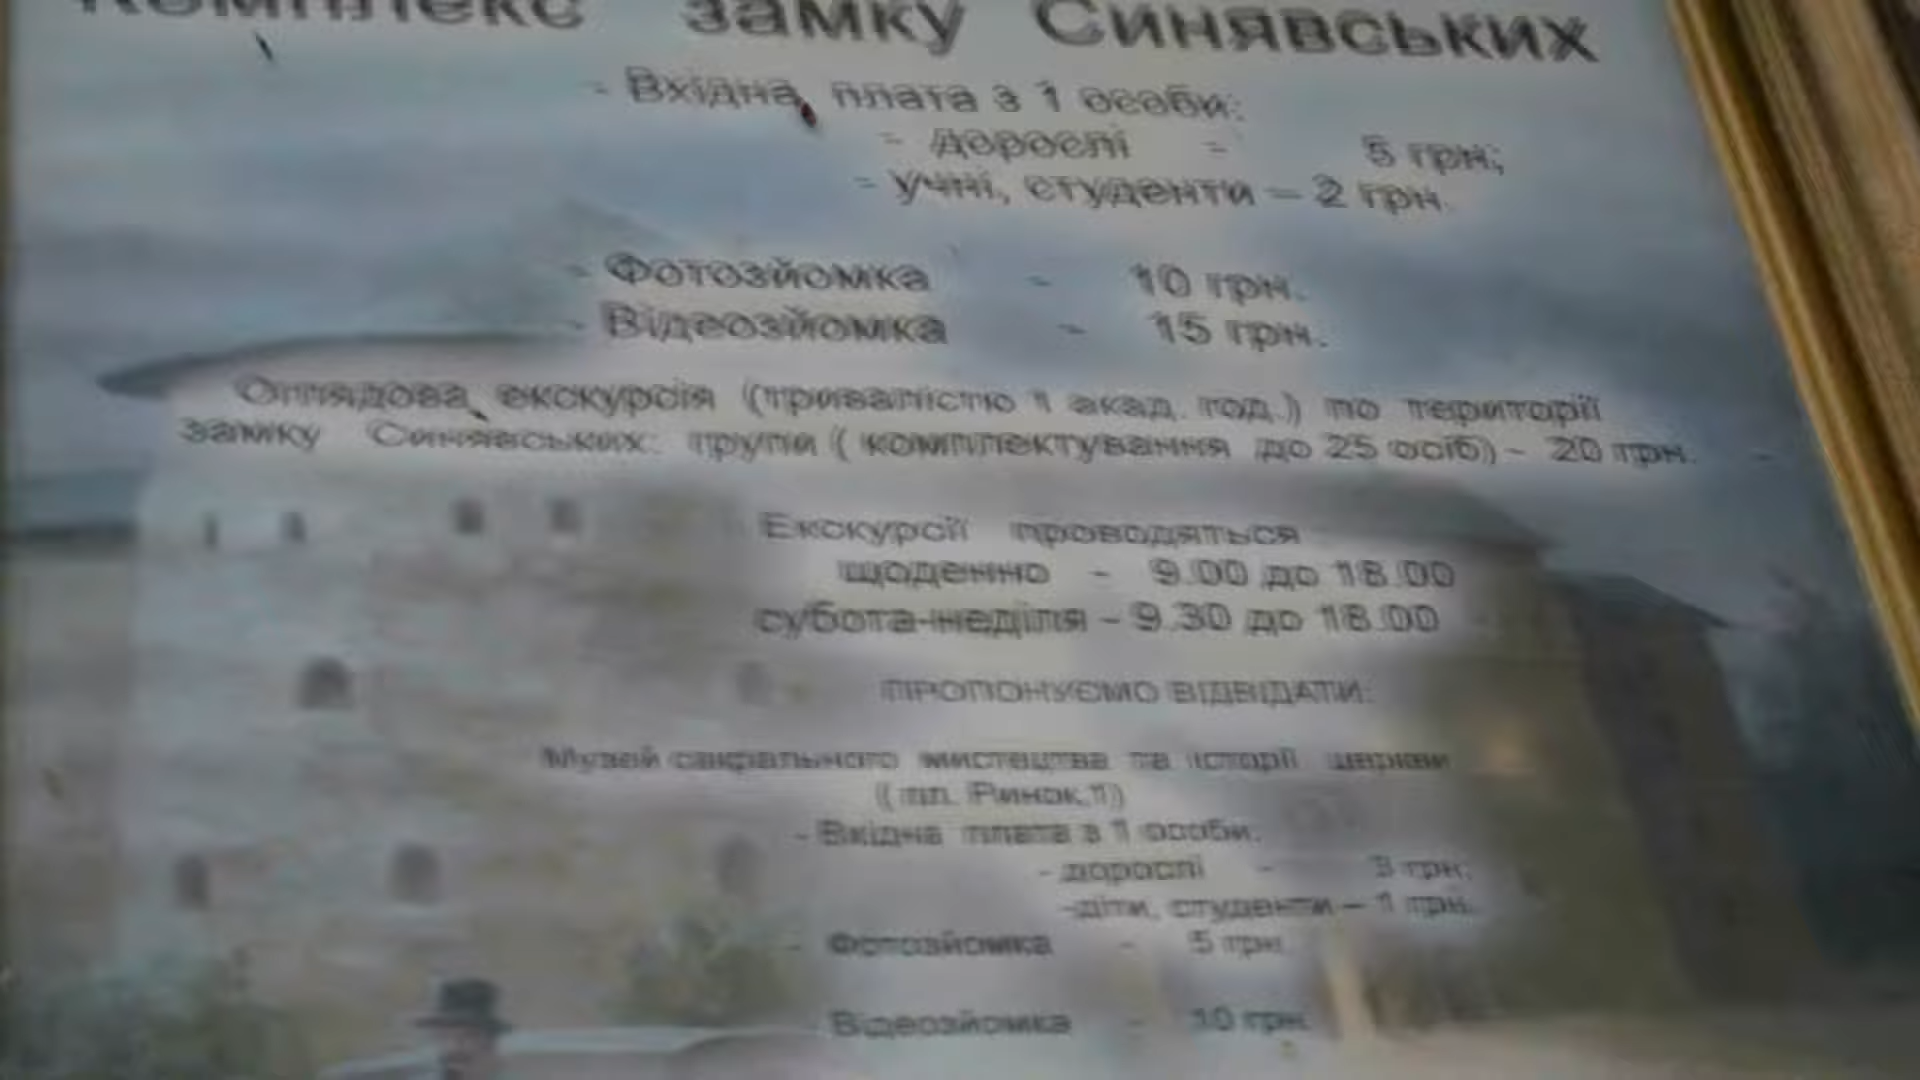 Комплекс замку Синявських
- Вхідна плата з 1 особи:
- дорослі - 5 грн;
- учні, студенти – 2 грн.
- Фотозйомка - 10 грн.
- Відеозйомка - 15 грн.
Оглядова екскурсія (тривалістю 1 акад. год.) по території
замку Синявських: групи ( комплектування до 25 осіб) - 20 грн. -
Екскурсії проводяться
щоденно - 9.00 до 18.00
субота-неділя – 9.30 до 18.00
ПРОПОНУЄМО ВІДВІДАТИ:
Музей сакрального мистецтва та історії церкви
( пл. Ринок,1)
- Вхідна плата з 1 особи:
- дорослі - 3 грн;
-діти, студенти – 1 грн.
- Фотозйомка - 5 грн.
Відеозйомка - 10 грн.